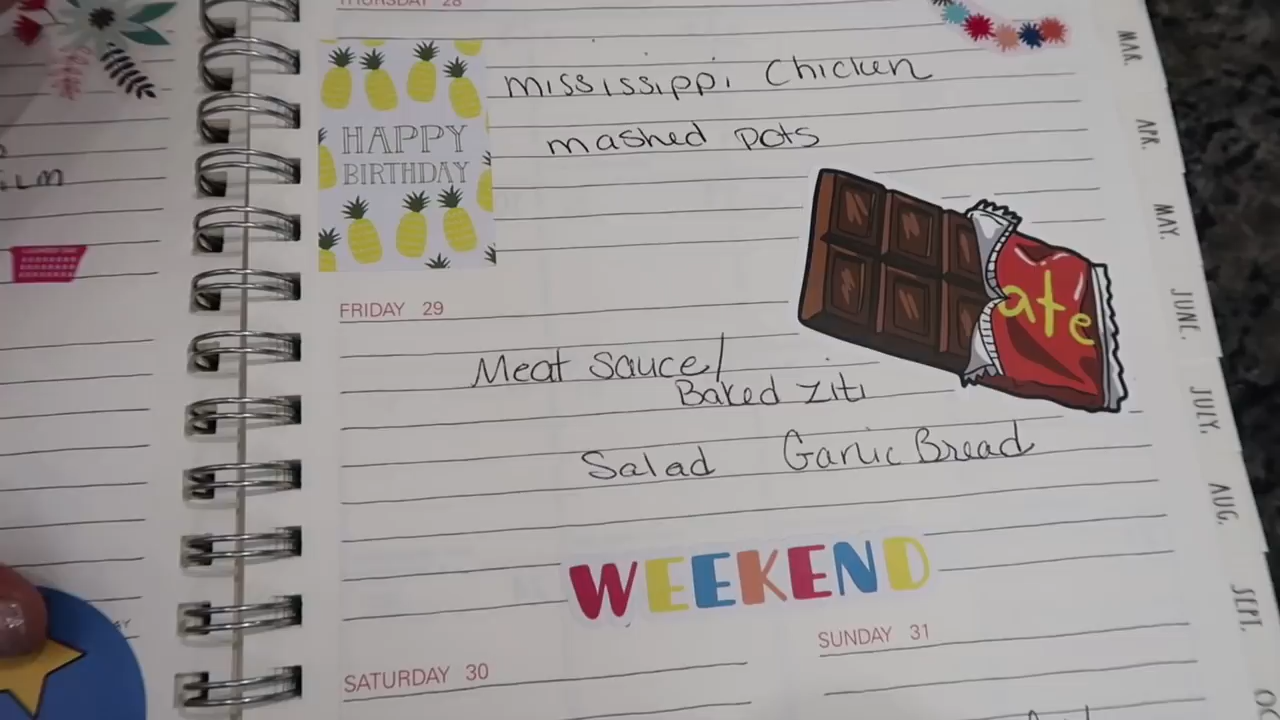 THURSDAY 28
Mississippi Chicken
mashed pots
HAPPY
BIRTHDAY
ate
FRIDAY 29
Meat Sauce/
Baked Ziti
Salad Garlic Bread
WEEKEND
SATURDAY 30
SUNDAY 31
MAR.
APR.
MAY.
JUNE.
JULY.
AUG.
SEPT.